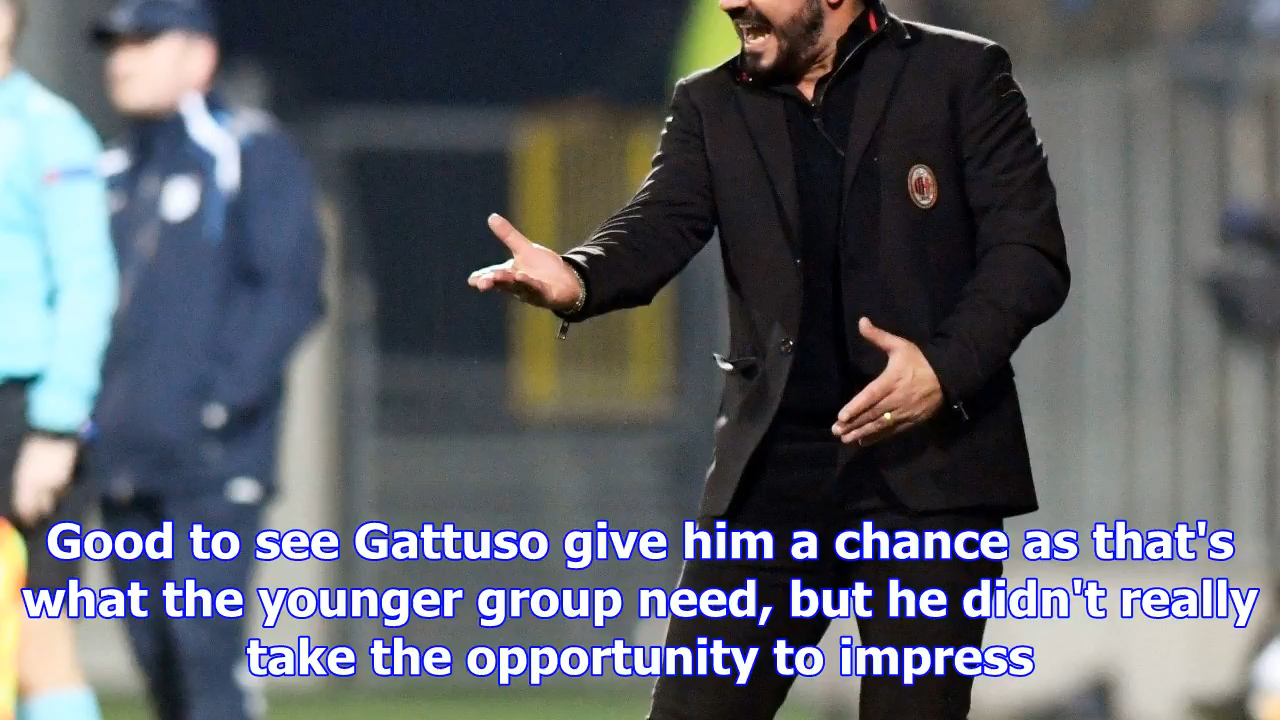 Good to see Gattuso give him a chance as that's
what the younger group need, but he didn't really
take the opportunity to impress